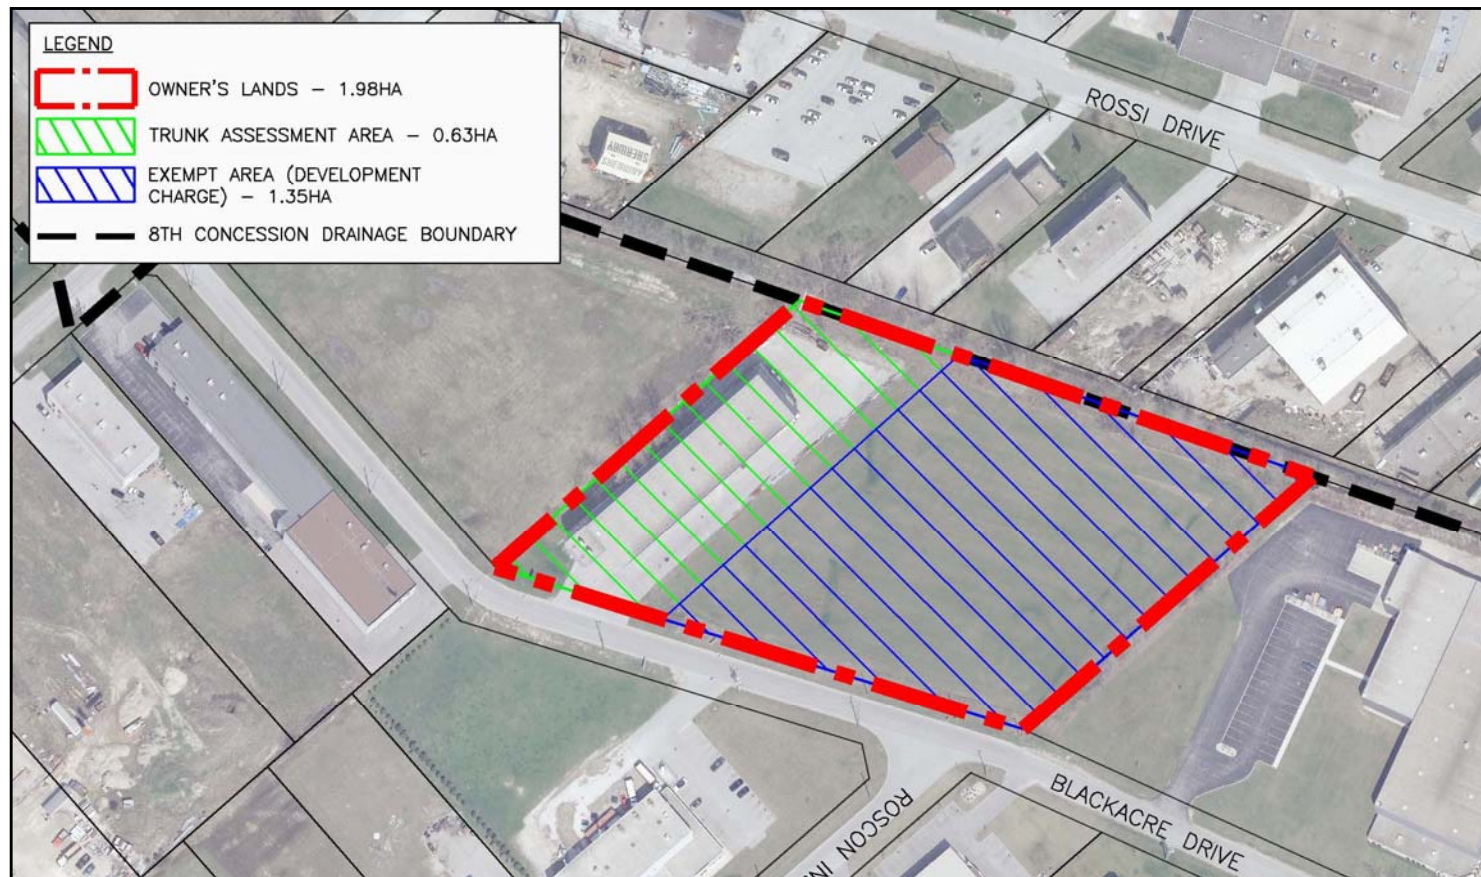 LEGEND
OWNER'S LANDS – 1.98HA
TRUNK ASSESSMENT AREA – 0.63HA
EXEMPT AREA (DEVELOPMENT
CHARGE) – 1.35HA
8TH CONCESSION DRAINAGE BOUNDARY
ROSSI DRIVE
BLACKACRE DRIVE
ROSCON IN